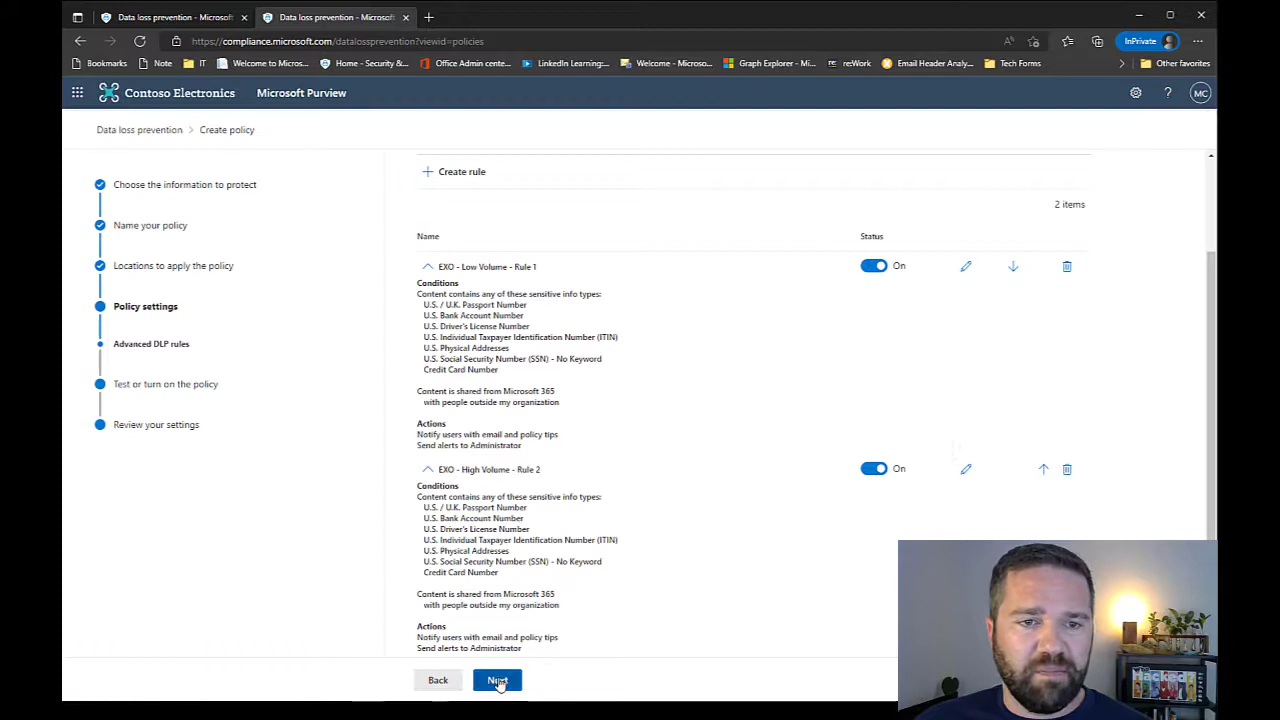 Data loss prevention - Microsoft
Data loss prevention - Microsof
https://compliance.microsoft.com/datalossprevention?viewid=policies
InPrivate
Bookmarks
Note
IT
Welcome to Micros...
Home - Security &...
Office Admin cente...
LinkedIn Learning:...
Welcome - Microso...
Graph Explorer - Mi...
reWork
Email Header Analy...
Tech Forms
Other favorites
Contoso Electronics
Microsoft Purview
MC
Data loss prevention > Create policy
Choose the information to protect
Name your policy
Locations to apply the policy
Policy settings
Advanced DLP rules
Test or turn on the policy
Review your settings
+ Create rule
2 items
Name
Status
EXO - Low Volume - Rule 1
On
Conditions
Content contains any of these sensitive info types:
U.S. / U.K. Passport Number
U.S. Bank Account Number
U.S. Driver's License Number
U.S. Individual Taxpayer Identification Number (ITIN)
U.S. Physical Addresses
U.S. Social Security Number (SSN) - No Keyword
Credit Card Number
Content is shared from Microsoft 365
with people outside my organization
Actions
Notify users with email and policy tips
Send alerts to Administrator
EXO - High Volume - Rule 2
On
Conditions
Content contains any of these sensitive info types:
U.S. / U.K. Passport Number
U.S. Bank Account Number
U.S. Driver's License Number
U.S. Individual Taxpayer Identification Number (ITIN)
U.S. Physical Addresses
U.S. Social Security Number (SSN) - No Keyword
Credit Card Number
Content is shared from Microsoft 365
with people outside my organization
Actions
Notify users with email and policy tips
Send alerts to Administrator
Back
Next
Hacked